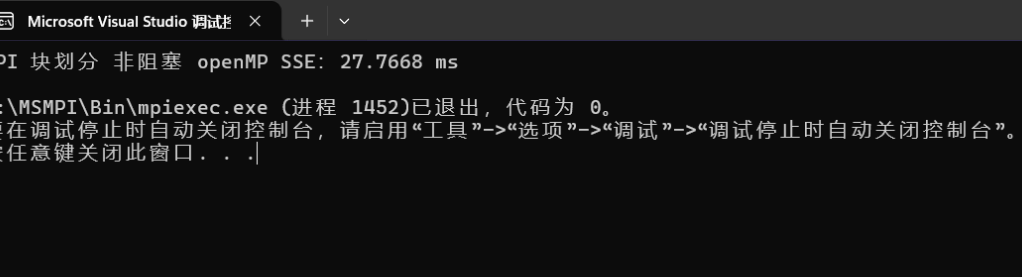 Microsoft Visual Studio 调试控
PI 块划分 非阻塞 openMP SSE: 27.7668 ms
:\MSMPI\Bin\mpiexec.exe (进程 1452)已退出，代码为 0。
在调试停止时自动关闭控制台，请启用“工具”->“选项”->“调试”->“调试停止时自动关闭控制台”。
任意键关闭此窗口. . .